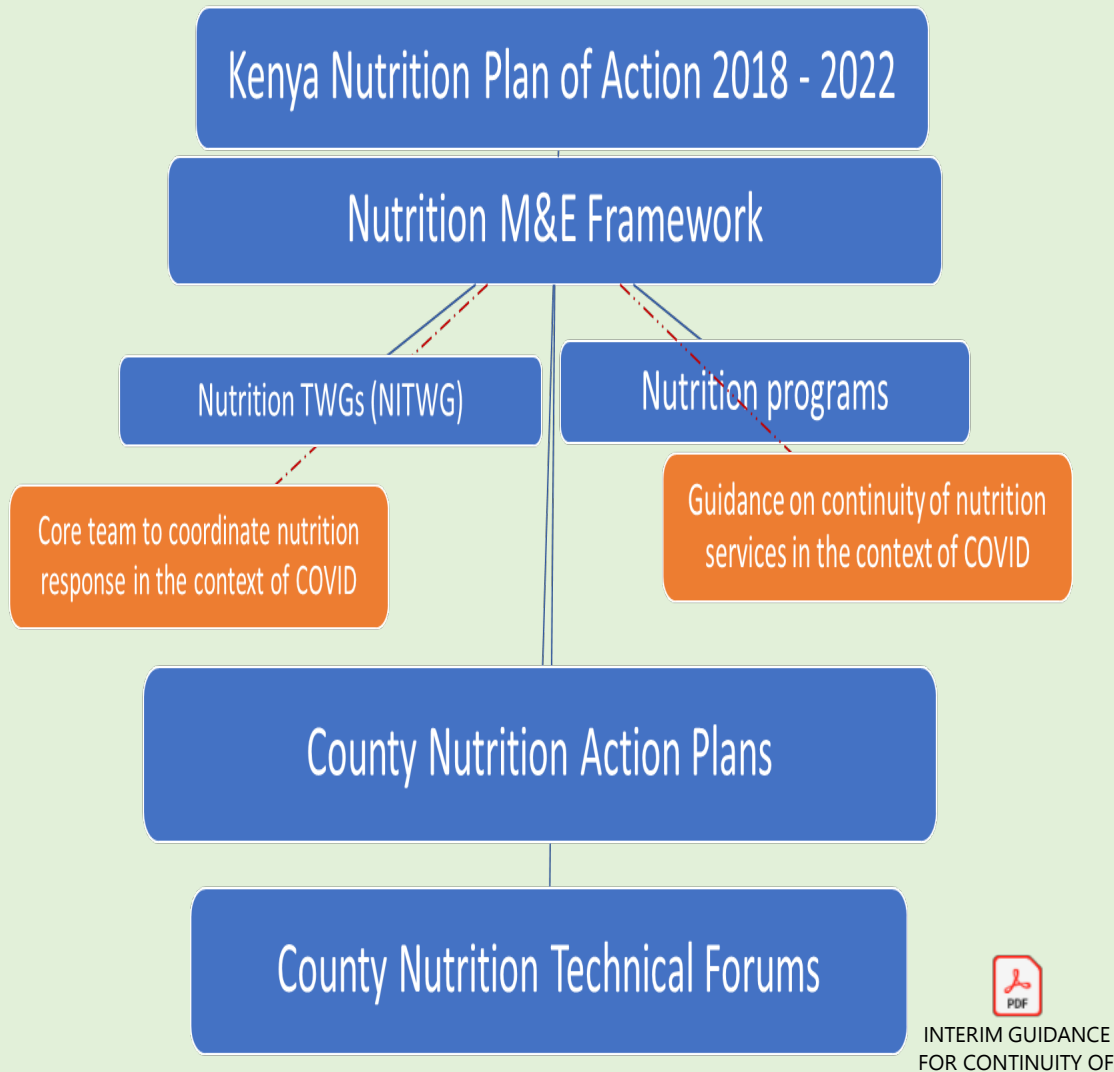 Kenya Nutrition Plan of Action 2018 - 2022
Nutrition M&E Framework
Nutrition TWGs (NITWG)
Nutrition programs
Core team to coordinate nutrition
response in the context of COVID
Guidance on continuity of nutrition
services in the context of COVID
County Nutrition Action Plans
County Nutrition Technical Forums
PDF
INTERIM GUIDANCE
FOR CONTINUITY OF